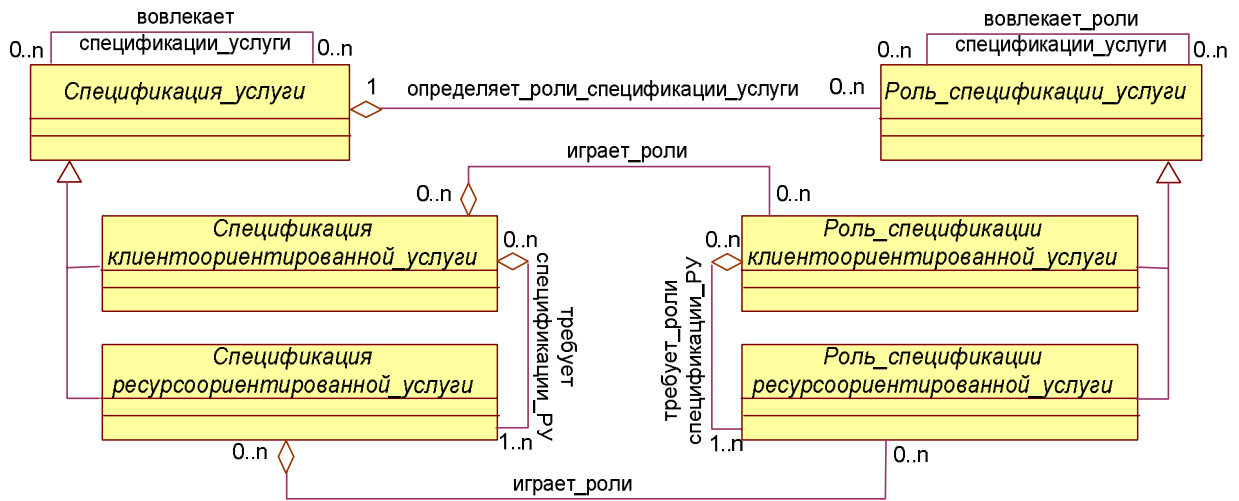 вовлекает
0..n
спецификации_услуги
0..n
вовлекает_роли
0..n
спецификации_услуги
0..n
Спецификация_услуги
1
определяет_роли_спецификации_услуги
0..n
Роль_спецификации_услуги
играет_роли
0..n
0..n
Спецификация
клиентоориентированной_услуги
0..n
требует
спецификации_РУ
1..n
Роль_спецификации
клиентоориентированной_услуги
0..n
требует_роли
спецификации_РУ
1..n
Спецификация
ресурсоориентированной_услуги
Роль_спецификации
ресурсоориентированной_услуги
0..n
0..n
играет_роли